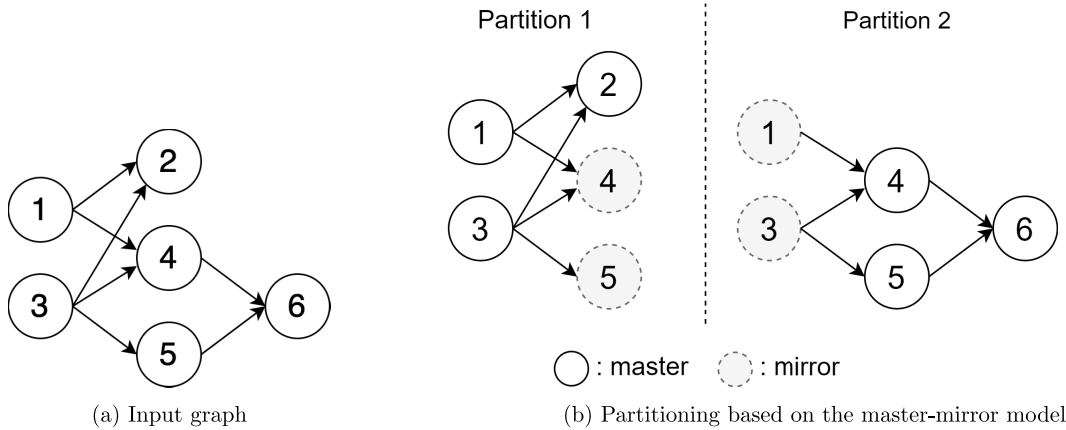 Partition 1
Partition 2
2
1
4
3
5
1
4
3
6
5
2
1
4
3
6
5
: master
: mirror
(a) Input graph
(b) Partitioning based on the master-mirror model